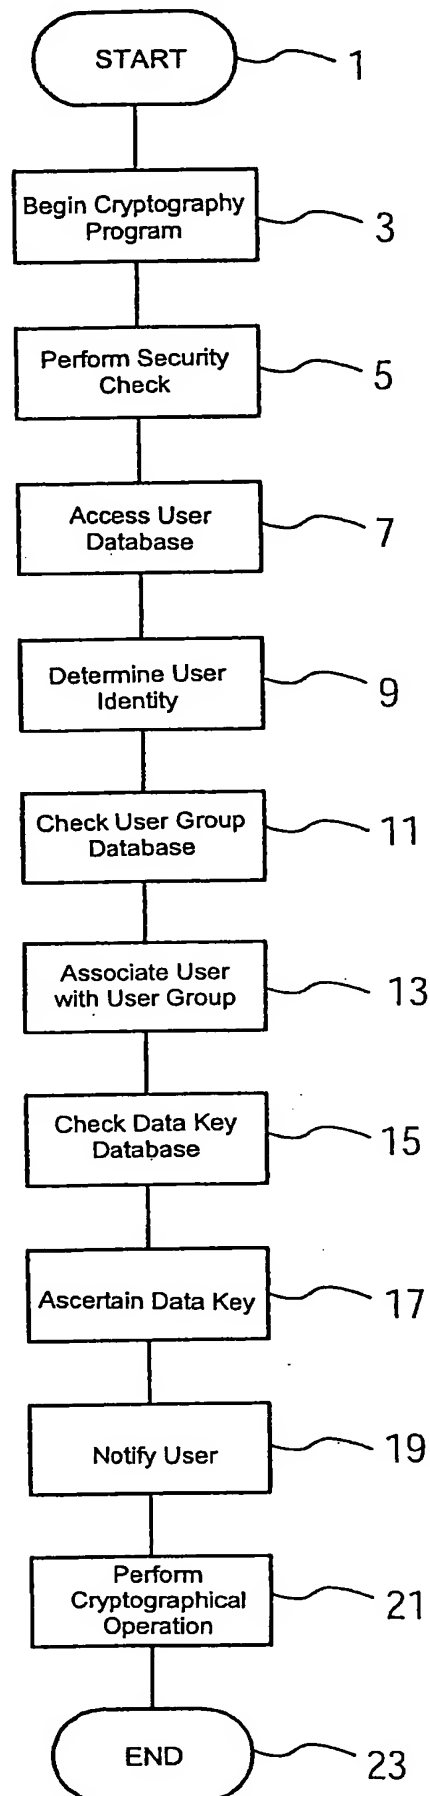 START
1
Begin Cryptography
Program
3
Perform Security
Check
5
Access User
Database
7
Determine User
Identity
9
Check User Group
Database
11
Associate User
with User Group
13
Check Data Key
Database
15
Ascertain Data Key
17
Notify User
19
Perform
Cryptographical
Operation
21
END
23